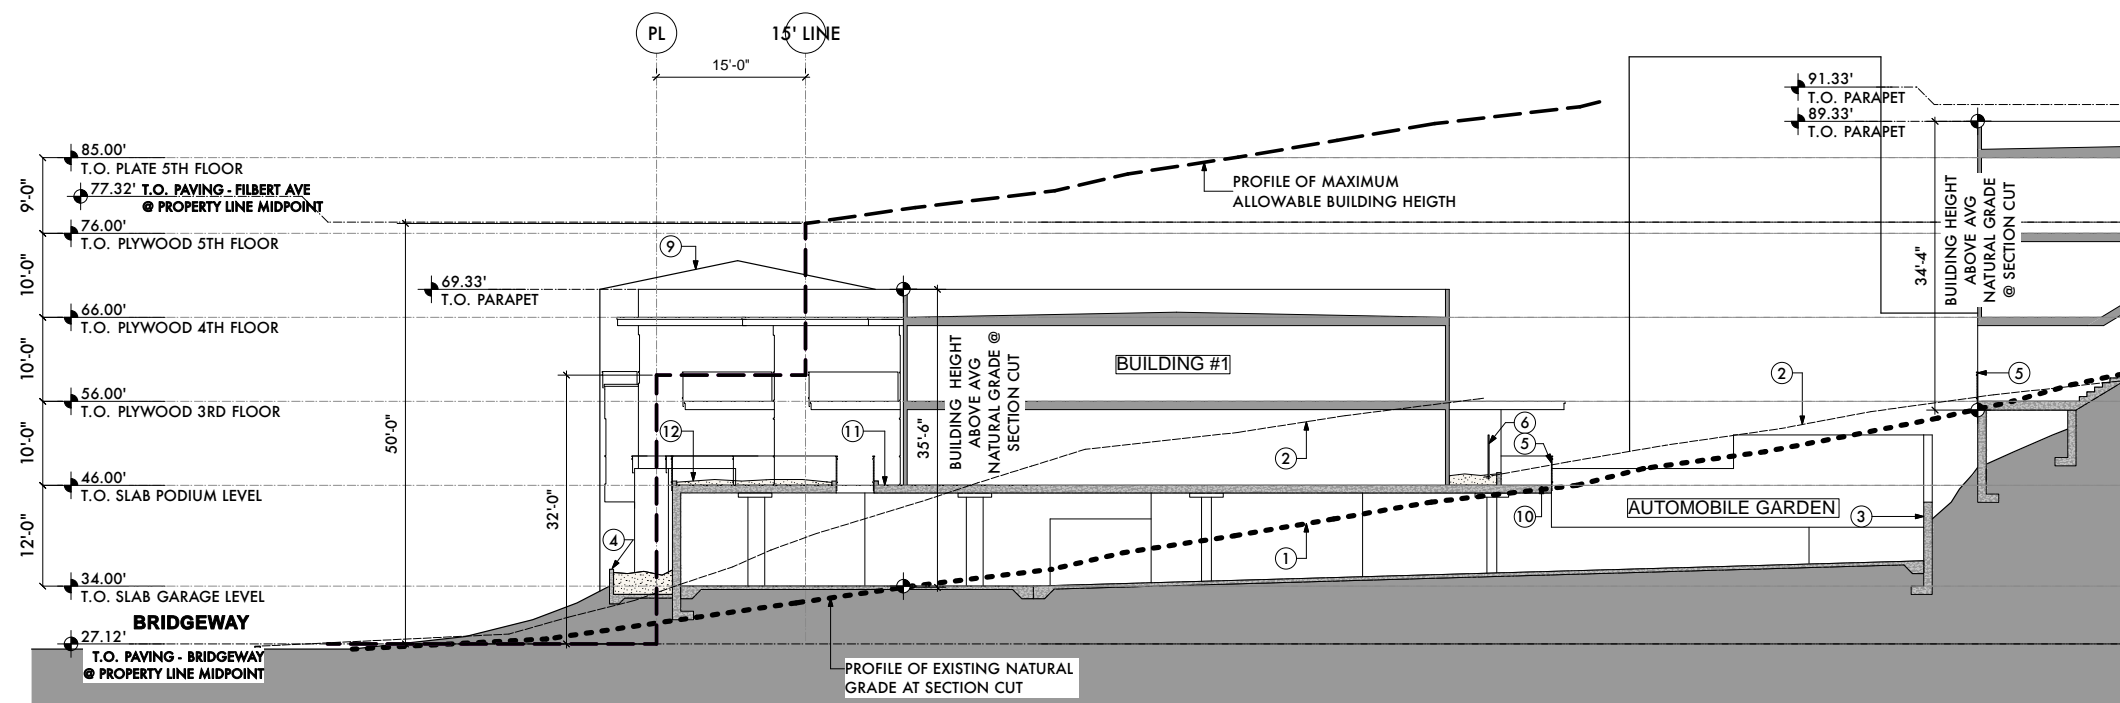 PL
15' LINE
15'-0"
91.33'
T.O. PARAPET
89.33'
T.O. PARAPET
85.00'
T.O. PLATE 5TH FLOOR
9'-0"
77.32' T.O. PAVING - FILBERT AVE
@ PROPERTY LINE MIDPOINT
76.00'
T.O. PLYWOOD 5TH FLOOR
PROFILE OF MAXIMUM
ALLOWABLE BUILDING HEIGTH
9
10'-0"
69.33'
T.O. PARAPET
66.00'
T.O. PLYWOOD 4TH FLOOR
34'-4"
BUILDING HEIGHT
ABOVE AVG
NATURAL GRADE
@ SECTION CUT
10'-0"
BUILDING #1
56.00'
T.O. PLYWOOD 3RD FLOOR
2
5
50'-0"
35'-6"
BUILDING HEIGHT
ABOVE AVG
NATURAL GRADE @
SECTION CUT
12
11
2
6
5
10'-0"
46.00'
T.O. SLAB PODIUM LEVEL
32'-0"
10
AUTOMOBILE GARDEN
3
12'-0"
4
1
34.00'
T.O. SLAB GARAGE LEVEL
BRIDGEWAY
27.12'
T.O. PAVING - BRIDGEWAY
@ PROPERTY LINE MIDPOINT
PROFILE OF EXISTING NATURAL
GRADE AT SECTION CUT